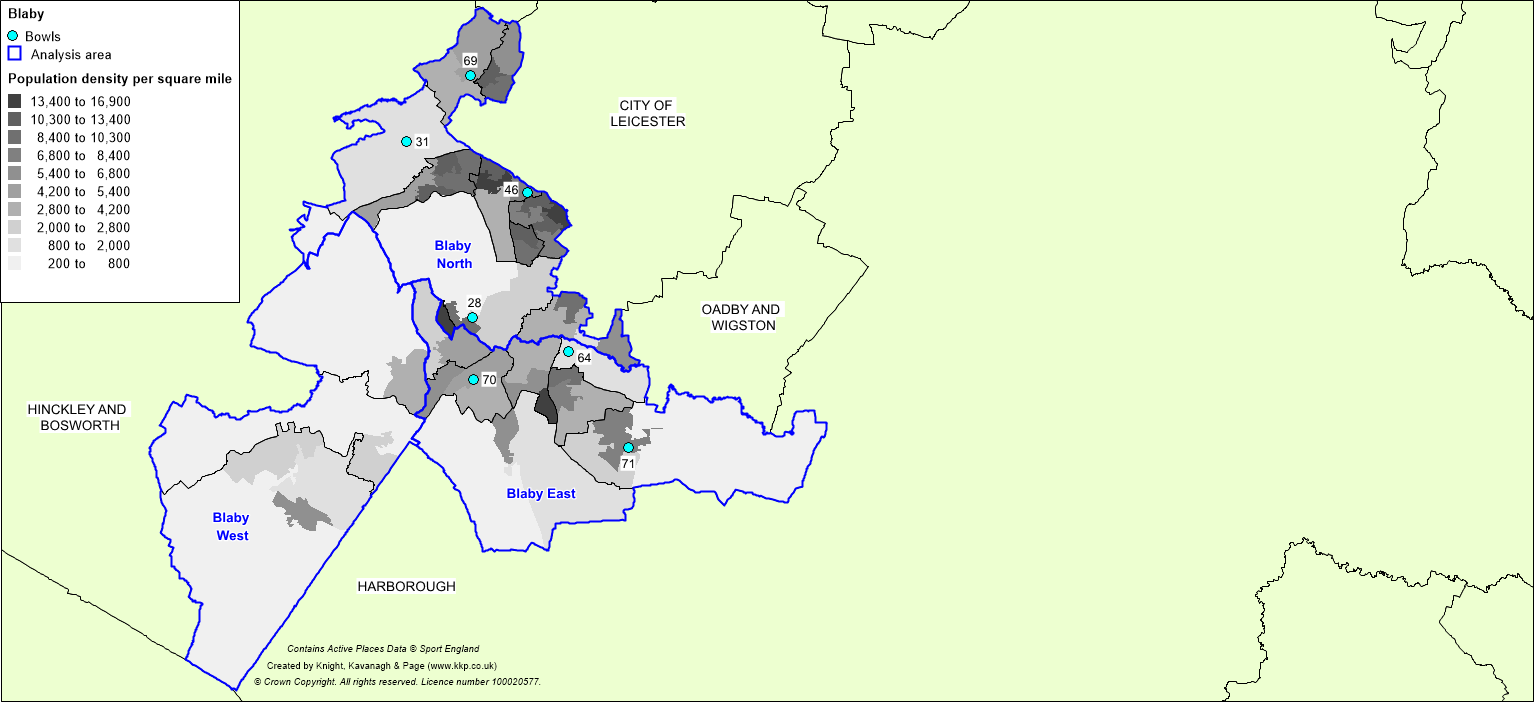 Blaby
Bowls
Analysis area
Population density per square mile
13,400 to 16,900
10,300 to 13,400
8,400 to 10,300
6,800 to 8,400
5,400 to 6,800
4,200 to 5,400
2,800 to 4,200
2,000 to 2,800
800 to 2,000
200 to 800
69
CITY OF
LEICESTER
31
46
Blaby
North
28
OADBY AND
WIGSTON
64
70
HINCKLEY AND
BOSWORTH
71
Blaby East
Blaby
West
HARBOROUGH
Contains Active Places Data © Sport England
Created by Knight, Kavanagh & Page (www.kkp.co.uk)
© Crown Copyright. All rights reserved. Licence number 100020577.